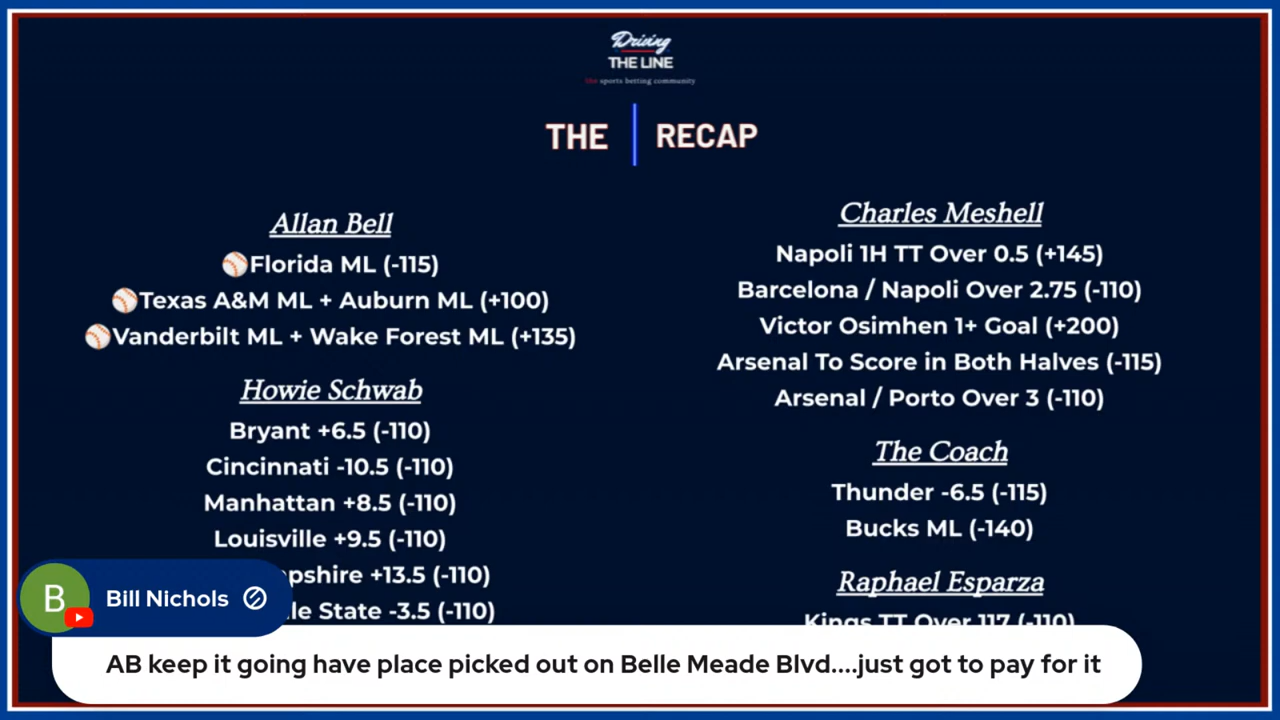 Driving
THE LINE
the sports betting community
THE RECAP
Allan Bell
Florida ML (-115)
Texas A&M ML + Auburn ML (+100)
Vanderbilt ML + Wake Forest ML (+135)
Howie Schwab
Bryant +6.5 (-110)
Cincinnati -10.5 (-110)
Manhattan +8.5 (-110)
Louisville +9.5 (-110)
+13.5 (-110)
State -3.5 (-110)
Charles Meshell
Napoli 1H TT Over 0.5 (+145)
Barcelona / Napoli Over 2.75 (-110)
Victor Osimhen 1+ Goal (+200)
Arsenal To Score in Both Halves (-115)
Arsenal / Porto Over 3 (-110)
The Coach
Thunder -6.5 (-115)
Bucks ML (-140)
Raphael Esparza
Kings TT Over 117 (-110)
B
Bill Nichols
AB keep it going have place picked out on Belle Meade Blvd....just got to pay for it